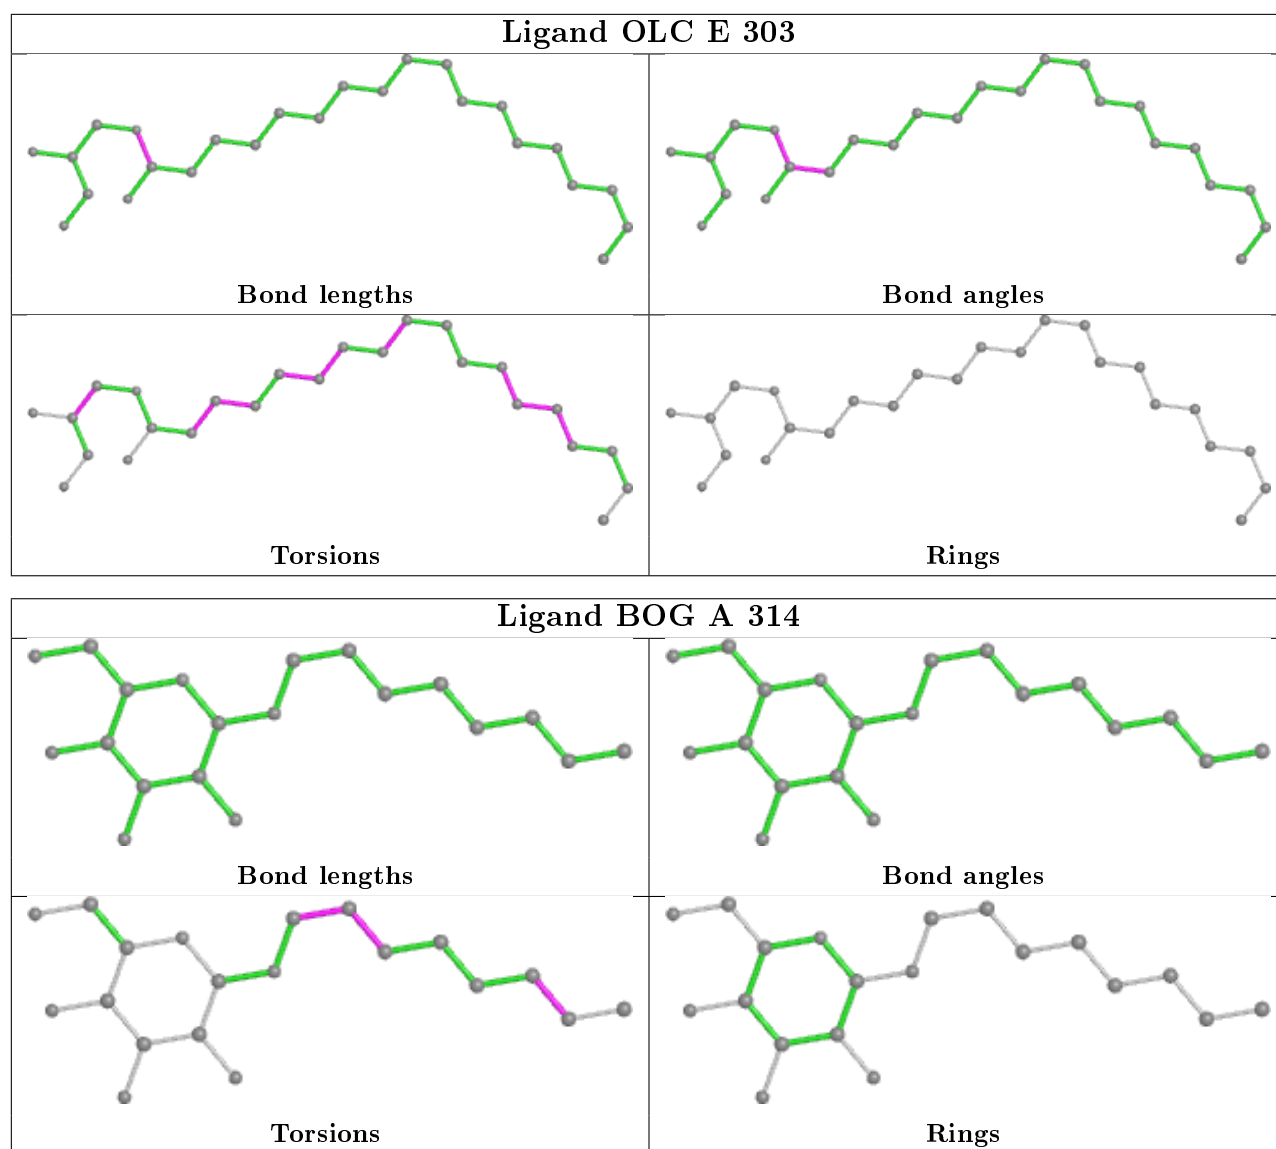 Ligand OLC E 303
Bond lengths
Bond angles
Torsions
Rings
Ligand BOG A 314
Bond lengths
Bond angles
Torsions
Rings